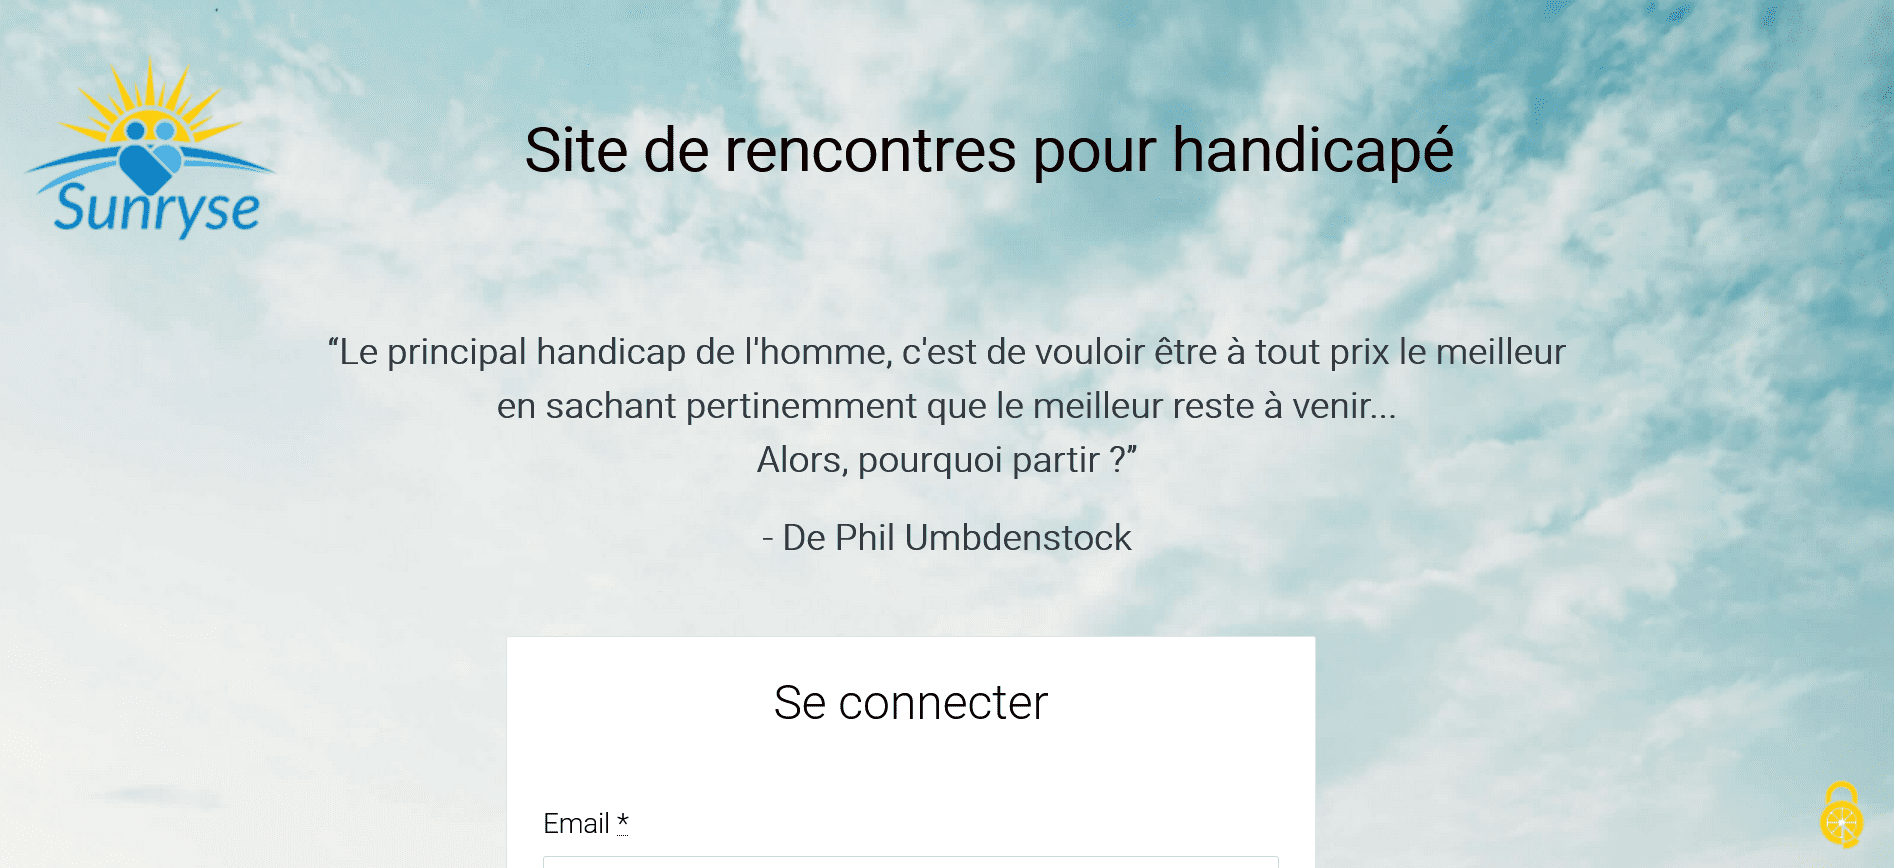 Sunryse
Site de rencontres pour handicapé
“Le principal handicap de l'homme, c'est de vouloir être à tout prix le meilleur
en sachant pertinemment que le meilleur reste à venir...
Alors, pourquoi partir ?”
- De Phil Umbdenstock
Se connecter
Email *